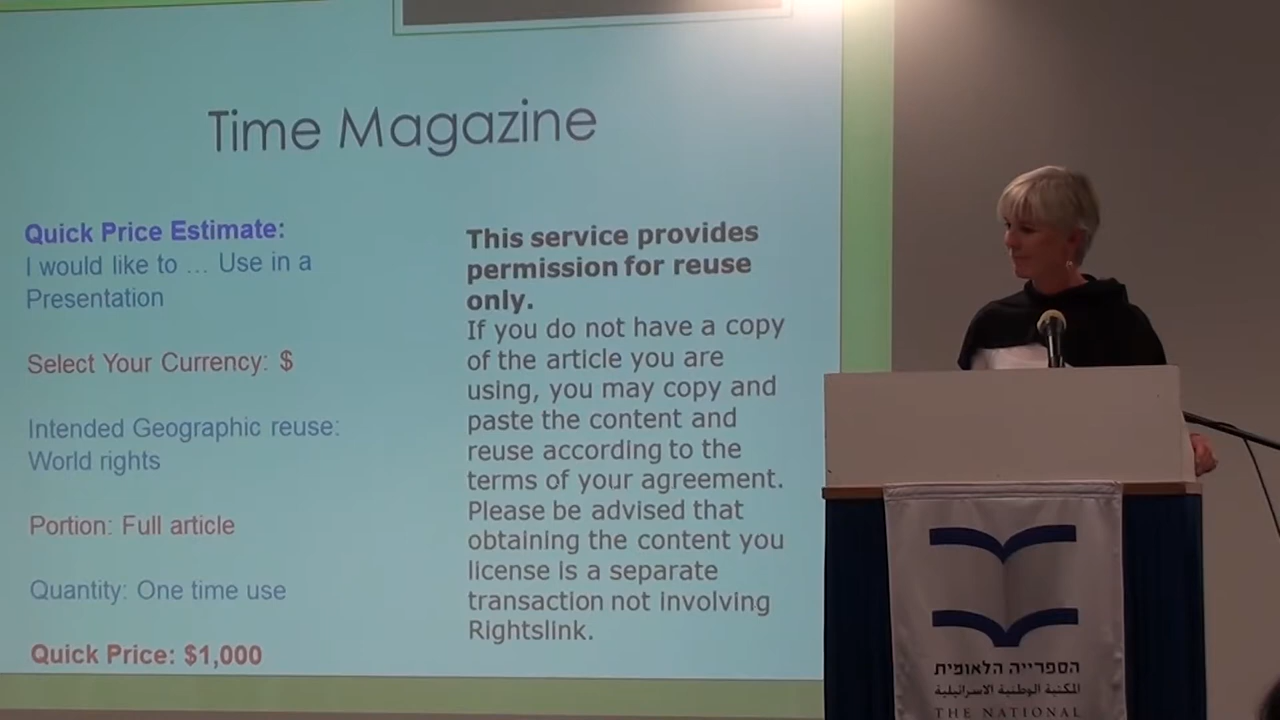 Time Magazine
Quick Price Estimate:
I would like to ... Use in a
Presentation
Select Your Currency: $
Intended Geographic reuse:
World rights
Portion: Full article
Quantity: One time use
Quick Price: $1,000
This service provides
permission for reuse
only.
If you do not have a copy
of the article you are
using, you may copy and
paste the content and
reuse according to the
terms of your agreement.
Please be advised that
obtaining the content you
license is a separate
transaction not involving
Rightslink.
הספרייה הלאומית
المكتبة الوطنية الاسرائيلية
THE NATIONAL